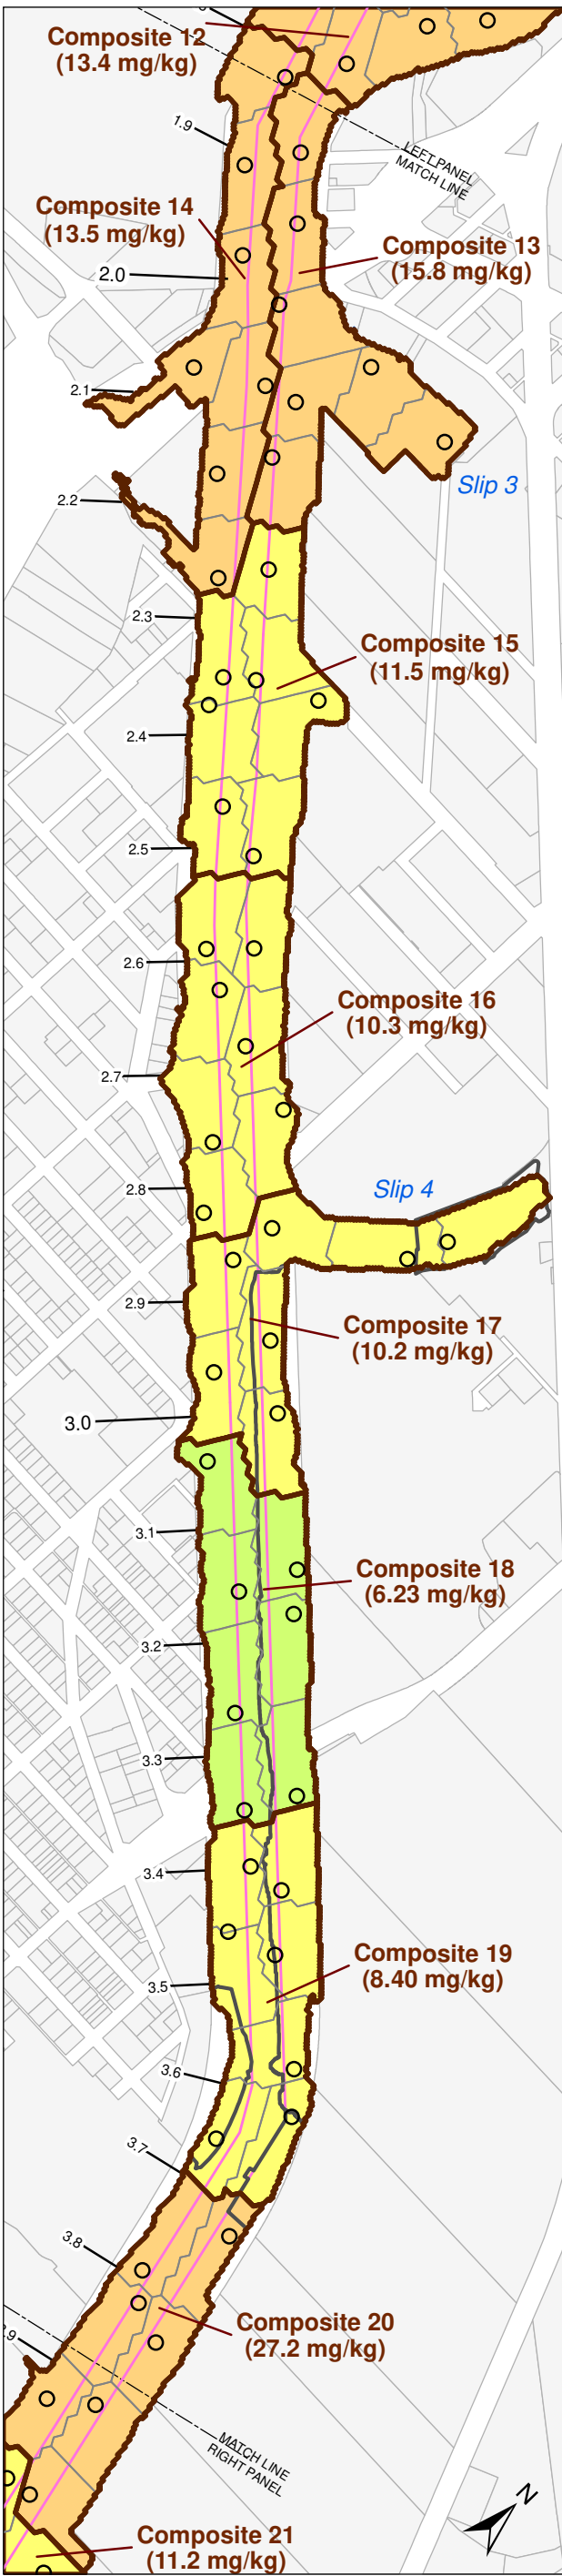 Composite 12
(13.4 mg/kg)
1.9
LEFT PANEL
MATCH LINE
Composite 14
(13.5 mg/kg)
Composite 13
(15.8 mg/kg)
2.0
2.1
Slip 3
2.2
2.3
Composite 15
(11.5 mg/kg)
2.4
2.5
2.6
Composite 16
(10.3 mg/kg)
2.7
2.8
Slip 4
2.9
Composite 17
(10.2 mg/kg)
3.0
3.1
Composite 18
(6.23 mg/kg)
3.2
3.3
3.4
Composite 19
(8.40 mg/kg)
3.5
3.6
3.7
3.8
Composite 20
(27.2 mg/kg)
.9
MATCH LINE
RIGHT PANEL
N
Composite 21
(11.2 mg/kg)